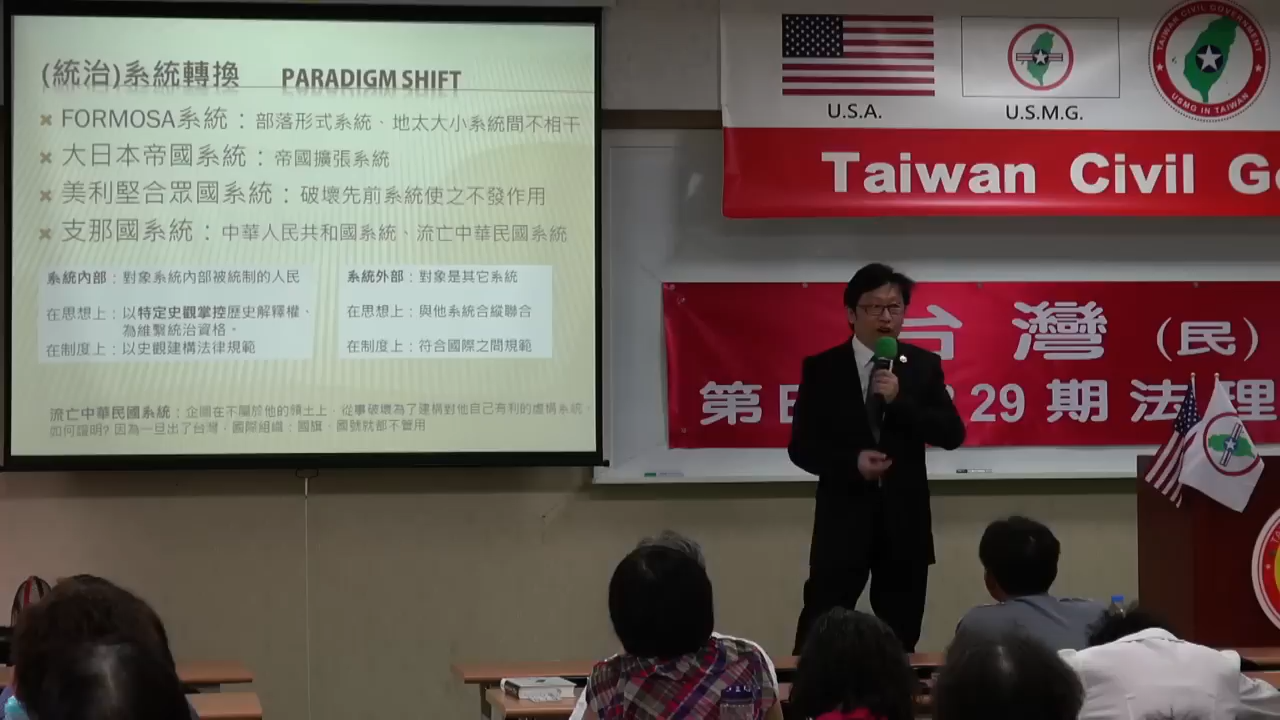 (統治)系統轉換 PARADIGM SHIFT
FORMOSA系統：部落形式系統、地太大小系統間不相干
大日本帝國系統：帝國擴張系統
美利堅合眾國系統：破壞先前系統使之不發作用
支那國系統：中華人民共和國系統、流亡中華民國系統
系統內部：對象系統內部被統制的人民
在思想上：以特定史觀掌控歷史解釋權、
為維繫統治資格。
在制度上：以史觀建構法律規範
系統外部：對象是其它系統
在思想上：與他系統合縱聯合
在制度上：符合國際之間規範
流亡中華民國系統：企圖在不屬於他的領土上，從事破壞為了建構對他自己有利的虛構系統。
如何證明? 因為一旦出了台灣，國際組織：國旗、國號就都不管用
U.S.A.
U.S.M.G.
TAIWAN CIVIL GOVERNMENT
USMG IN TAIWAN
Taiwan Civil G
台灣(民)
第 29 期法理